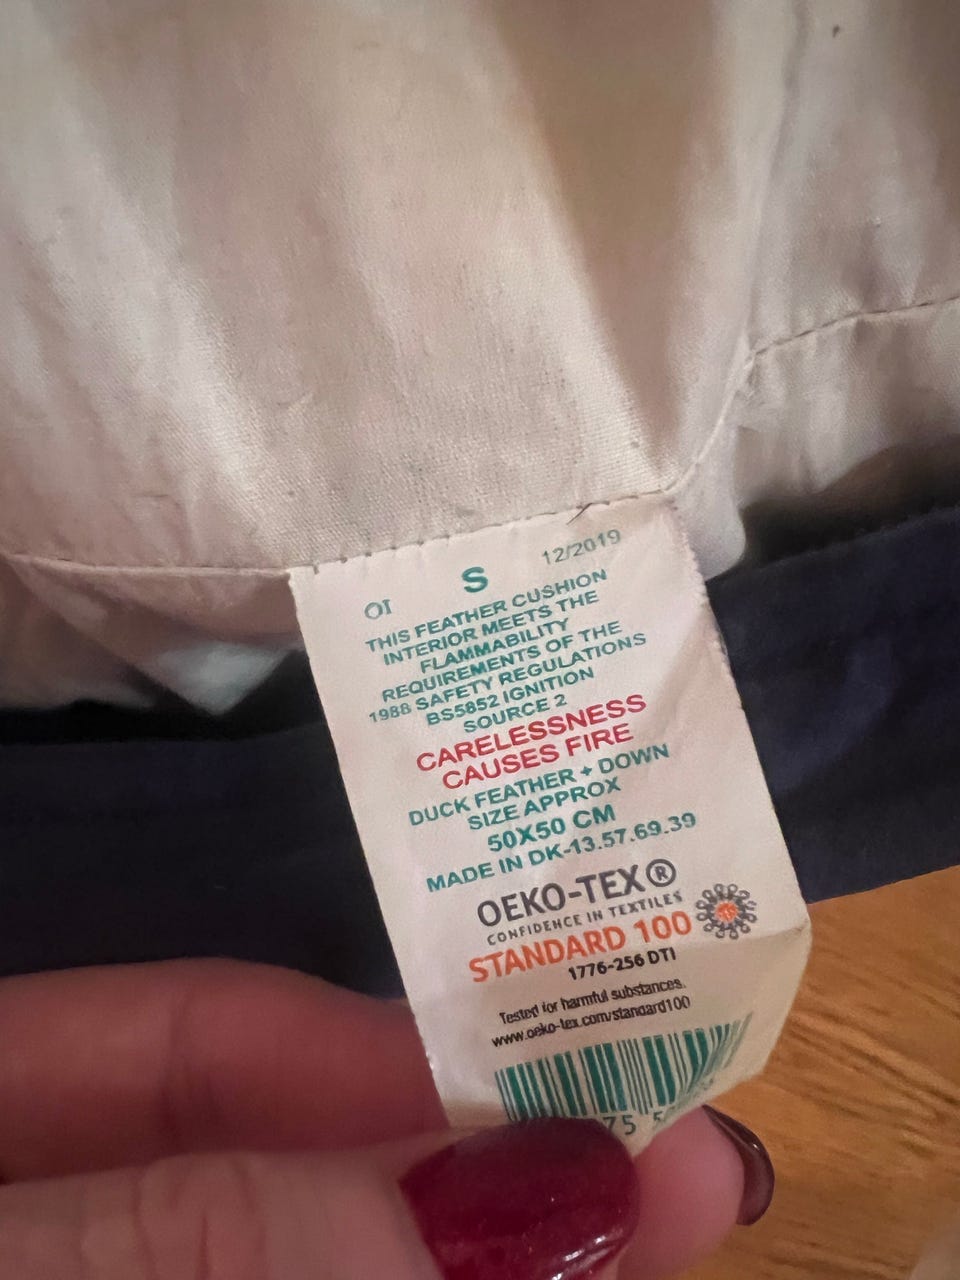 OI S 12/2019
THIS FEATHER CUSHION
INTERIOR MEETS THE
FLAMMABILITY
REQUIREMENTS OF THE
1988 SAFETY REGULATIONS
BS5852 IGNITION
SOURCE 2
CARELESSNESS
CAUSES FIRE
DUCK FEATHER + DOWN
SIZE APPROX
50X50 CM
MADE IN DK-13.57.69.39
OEKO-TEX®
CONFIDENCE IN TEXTILES
STANDARD 100
1776-256 DTI
Tested for harmful substances.
www.oeko-tex.com/standard100
75 5